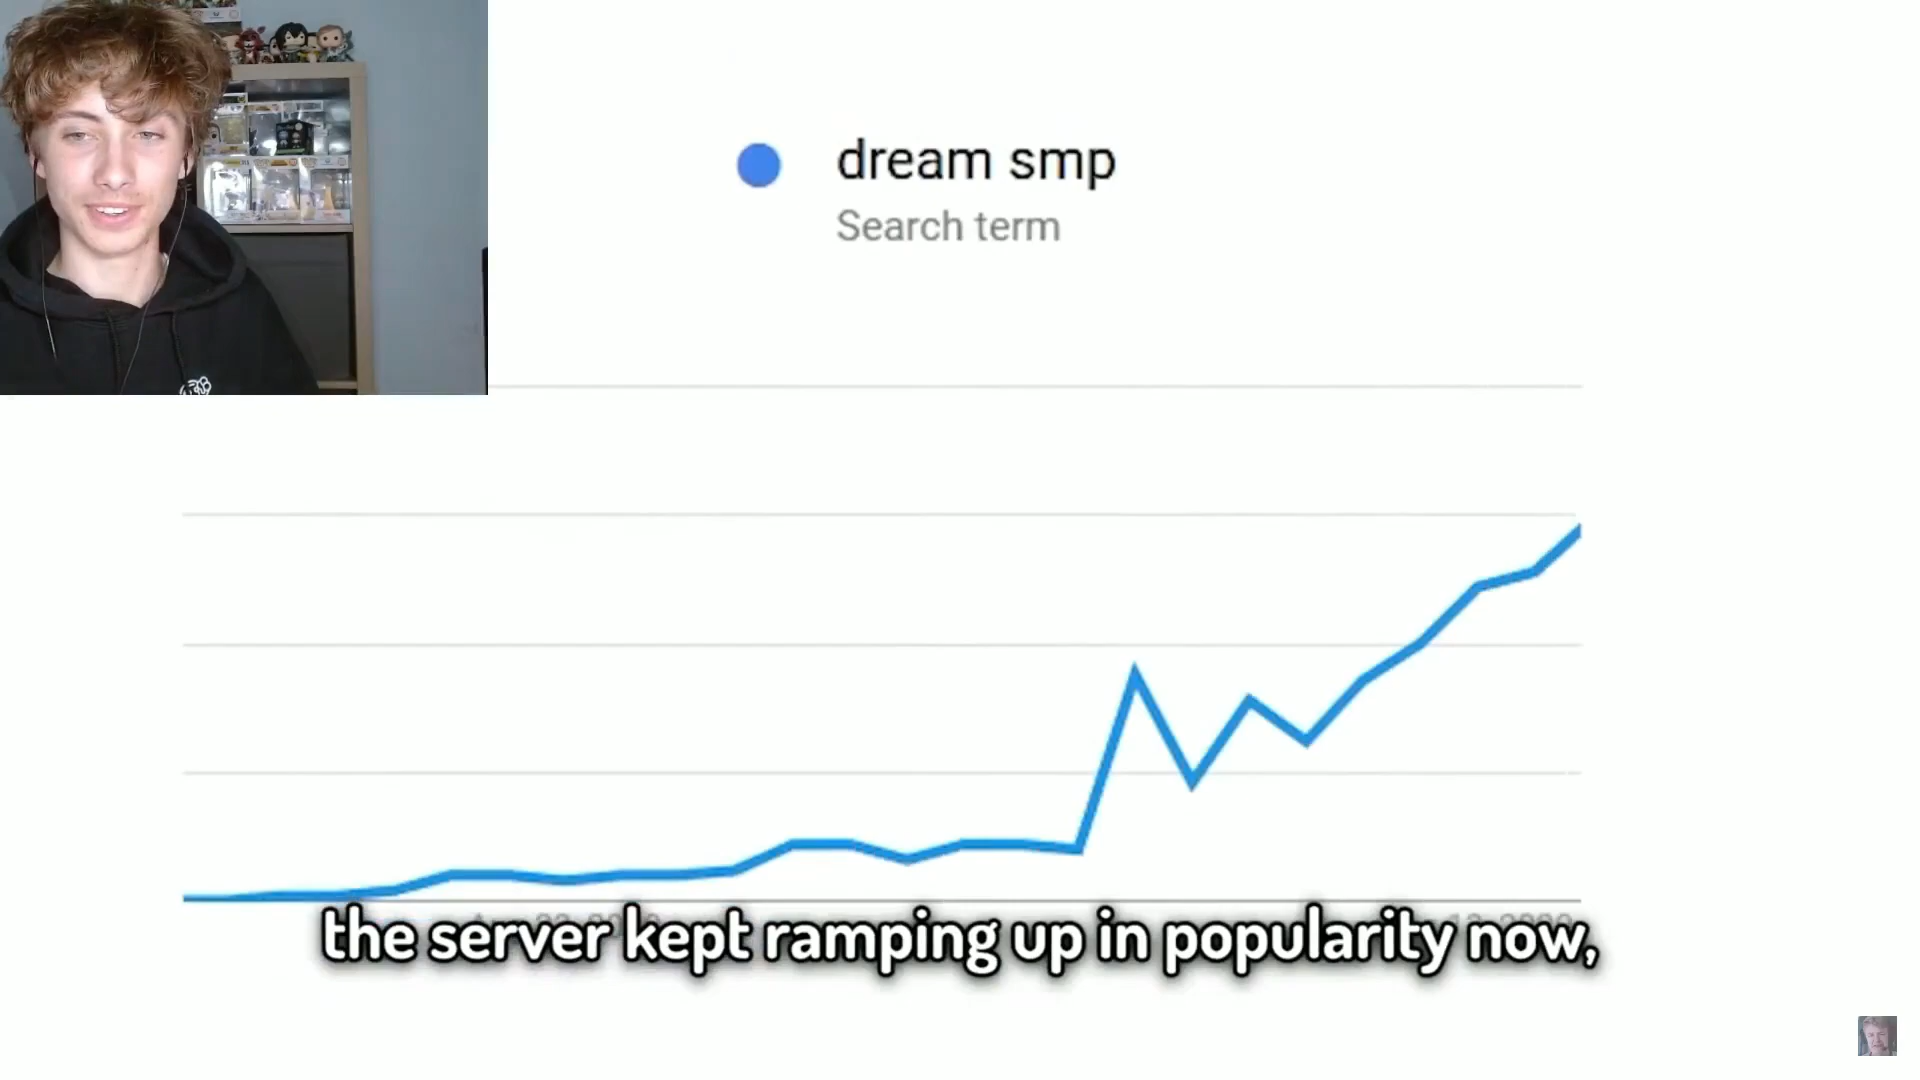 dream smp
Search term
the server kept ramping up in popularity now,